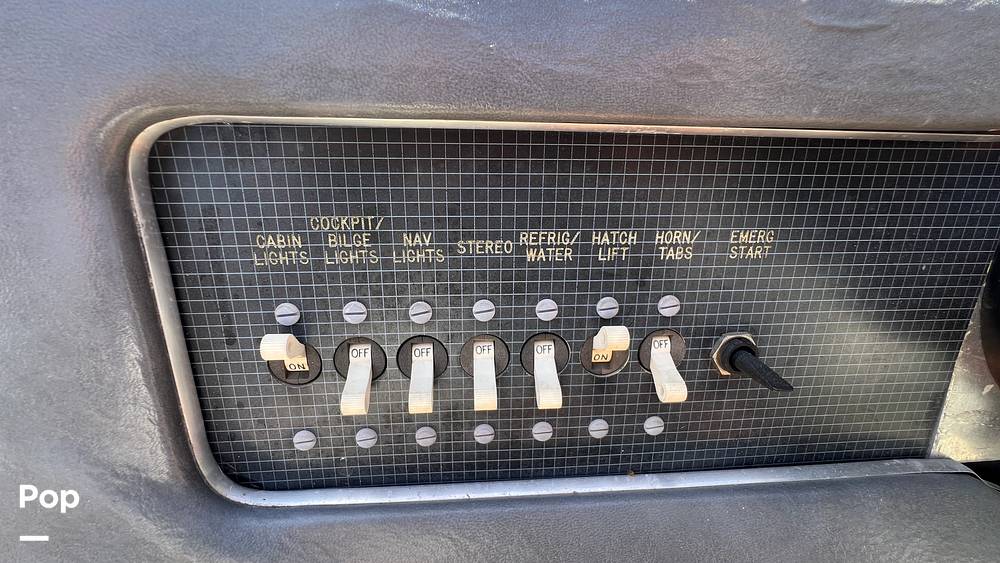 COCKPIT/
CABIN BILGE NAV STEREO REFRIG/ HATCH HORN/ EMERG
LIGHTS LIGHTS LIGHTS WATER LIFT TABS START
ON OFF OFF OFF OFF ON OFF
Pop